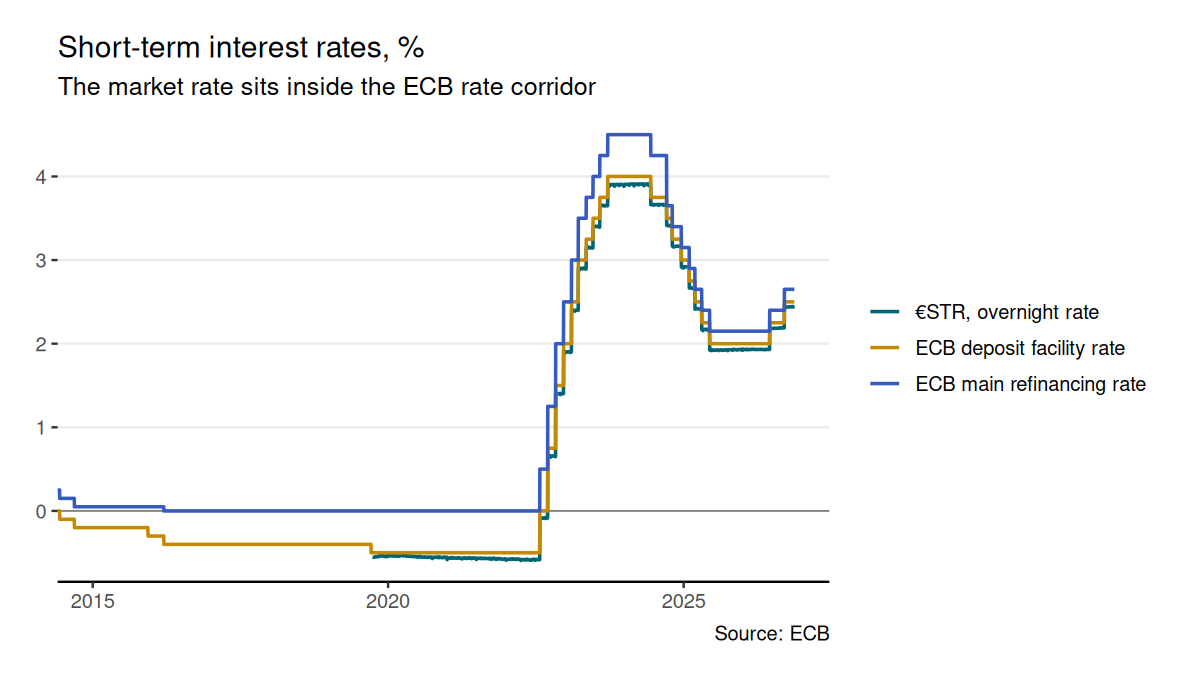 Short-term interest rates, %
The market rate sits inside the ECB rate corridor
4
3
2
1
0
2015 2020 2025
€STR, overnight rate
ECB deposit facility rate
ECB main refinancing rate
Source: ECB